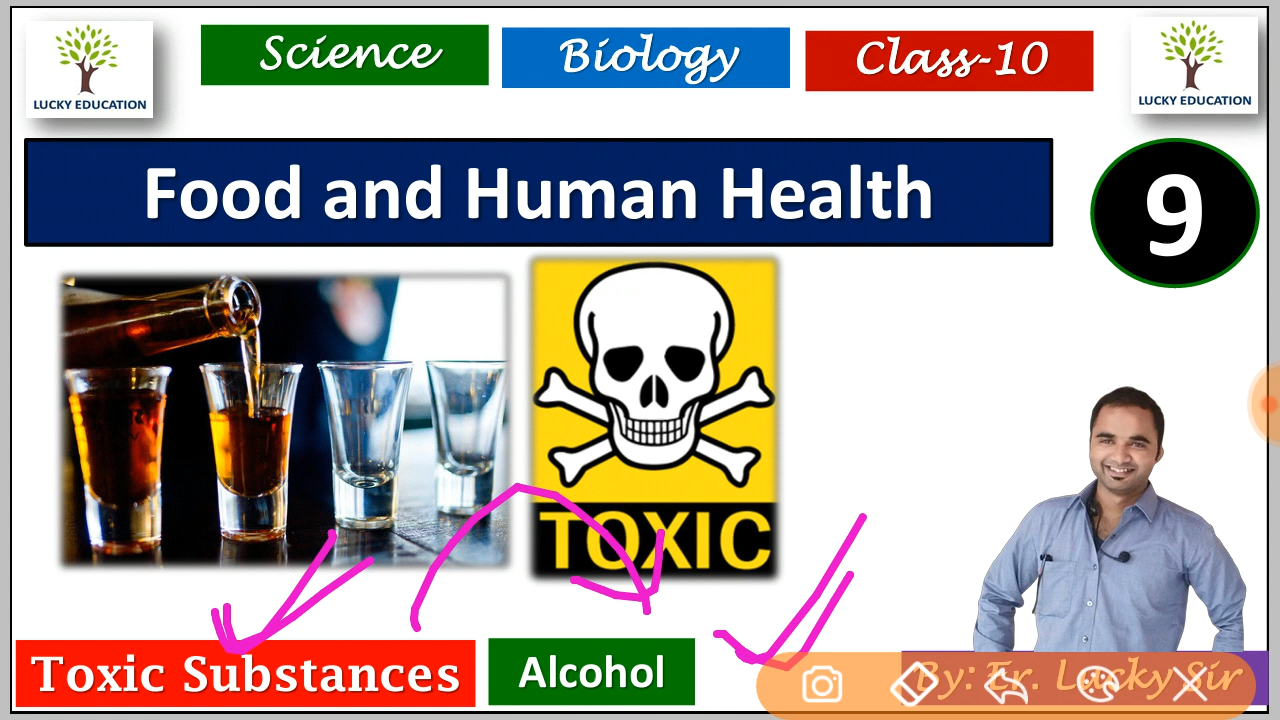 LUCKY EDUCATION
Science
Biology
Class-10
LUCKY EDUCATION
Food and Human Health
9
TOXIC
Toxic Substances
Alcohol
By: Er. Lucky Sir